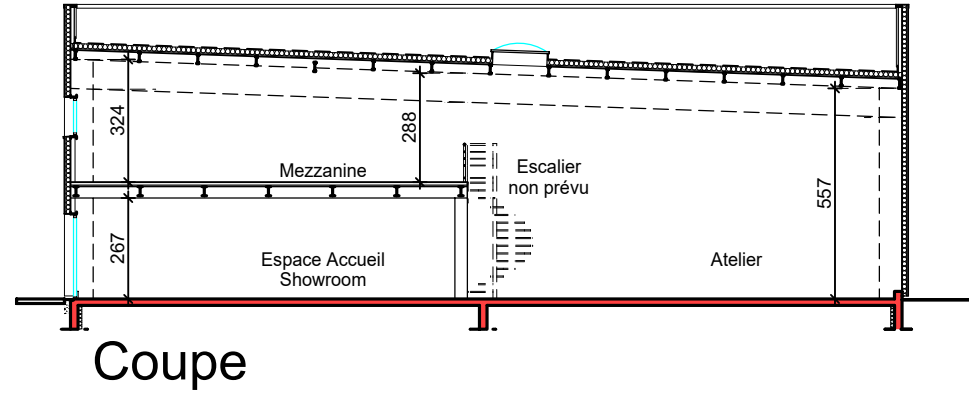 324
288
Mezzanine
Escalier
non prévu
557
267
Espace Accueil
Showroom
Atelier
Coupe